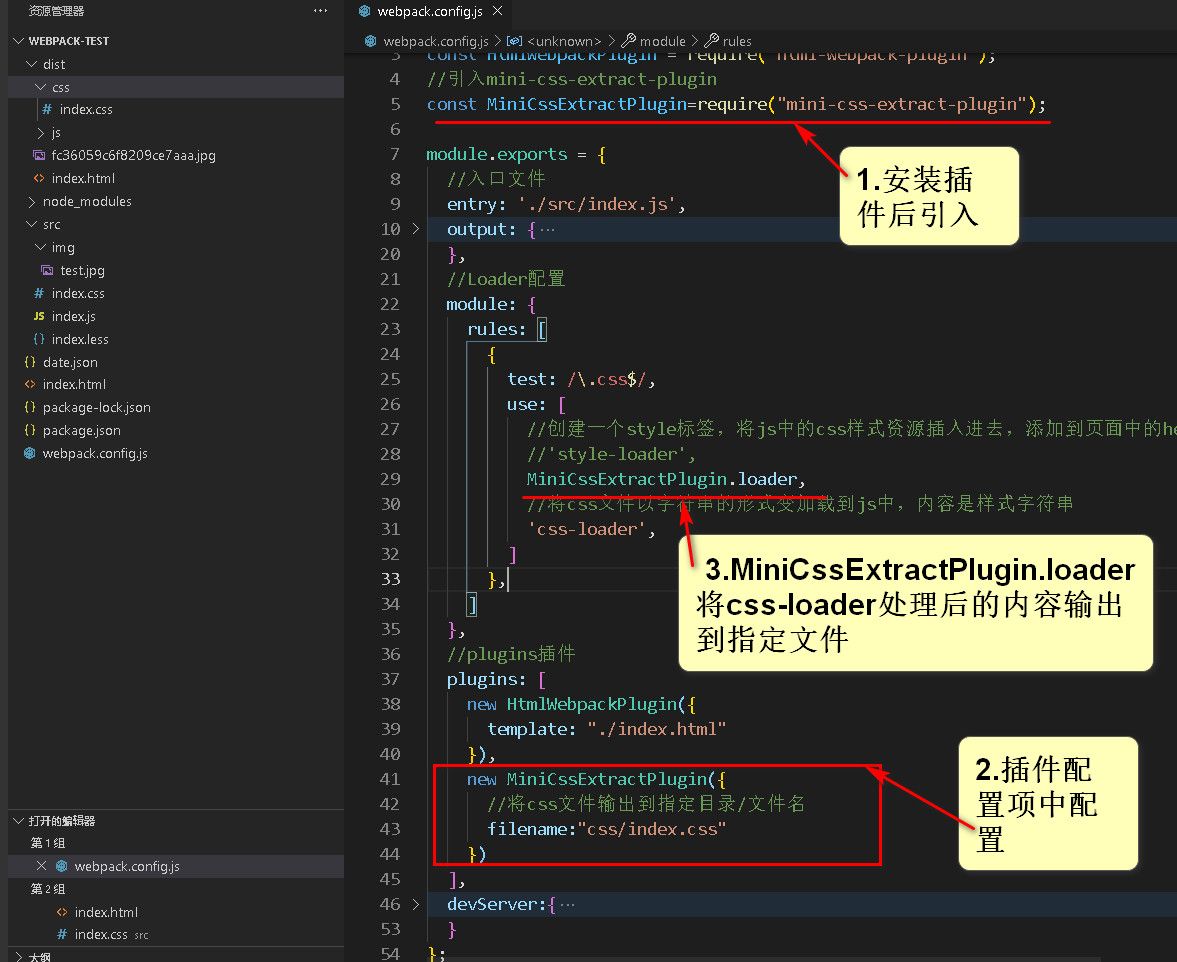 资源管理器
···
WEBPACK-TEST
dist
css
# index.css
js
fc36059c6f8209ce7aaa.jpg
<> index.html
node_modules
src
img
test.jpg
# index.css
JS index.js
{} index.less
{} date.json
<> index.html
{} package-lock.json
{} package.json
webpack.config.js
打开的编辑器
第 1 组
webpack.config.js
第 2 组
<> index.html
# index.css src
大纲
webpack.config.js
webpack.config.js > <unknown> > module > rules
3 const HtmlWebpackPlugin = require("html-webpack-plugin");
4 //引入mini-css-extract-plugin
5 const MiniCssExtractPlugin=require("mini-css-extract-plugin");
6
7 module.exports = {
8 //入口文件
9 entry: './src/index.js',
10 output: {···
20 },
21 //Loader配置
22 module: {
23 rules: [
24 {
25 test: /\.css$/,
26 use: [
27 //创建一个style标签，将js中的css样式资源插入进去，添加到页面中的he
28 //'style-loader',
29 MiniCssExtractPlugin.loader,
30 //将css文件以字符串的形式变加载到js中，内容是样式字符串
31 'css-loader',
32 ]
33 },
34 ]
35 },
36 //plugins插件
37 plugins: [
38 new HtmlWebpackPlugin({
39 template: "./index.html"
40 }),
41 new MiniCssExtractPlugin({
42 //将css文件输出到指定目录/文件名
43 filename:"css/index.css"
44 })
45 ],
46 devServer:{···
53 }
54 };
1.安装插
件后引入
3.MiniCssExtractPlugin.loader
将css-loader处理后的内容输出
到指定文件
2.插件配
置项中配
置